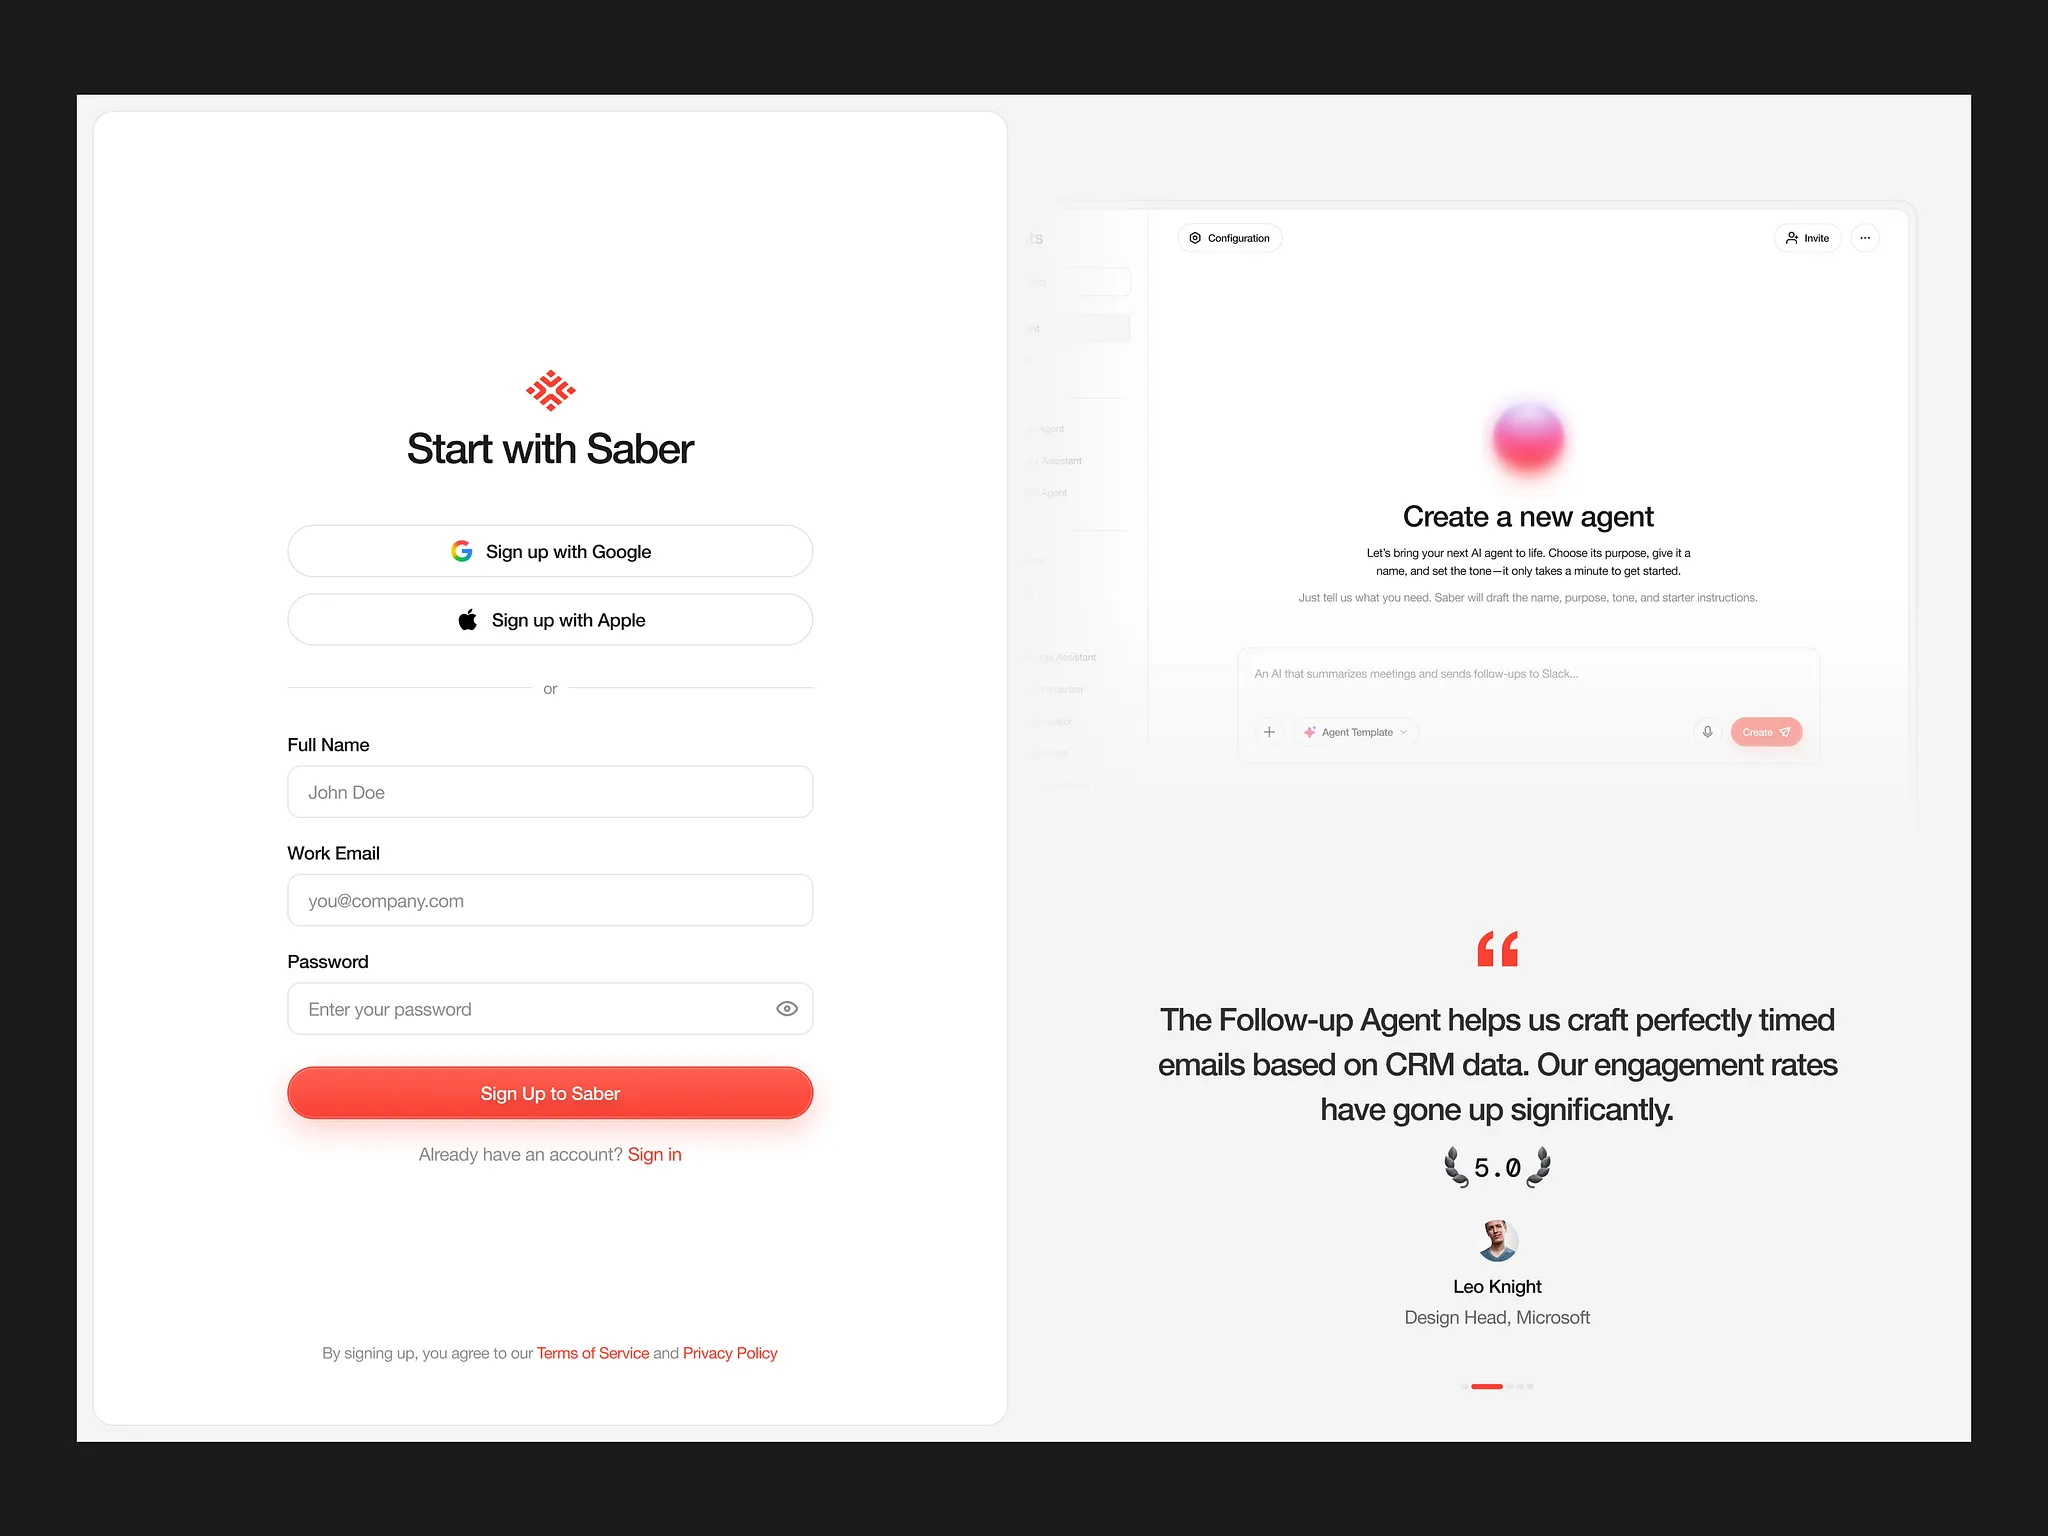 Start with Saber
Sign up with Google
Sign up with Apple
or
Full Name
John Doe
Work Email
you@company.com
Password
Enter your password
Sign Up to Saber
Already have an account? Sign in
By signing up, you agree to our Terms of Service and Privacy Policy
Configuration
Invite
Agent
Assistant
Agent
Assistant
Create a new agent
Let's bring your next AI agent to life. Choose its purpose, give it a
name, and set the tone—it only takes a minute to get started.
Just tell us what you need. Saber will draft the name, purpose, tone, and starter instructions.
An AI that summarizes meetings and sends follow-ups to Slack...
Agent Template
Create
“
The Follow-up Agent helps us craft perfectly timed
emails based on CRM data. Our engagement rates
have gone up significantly.
5.0
Leo Knight
Design Head, Microsoft